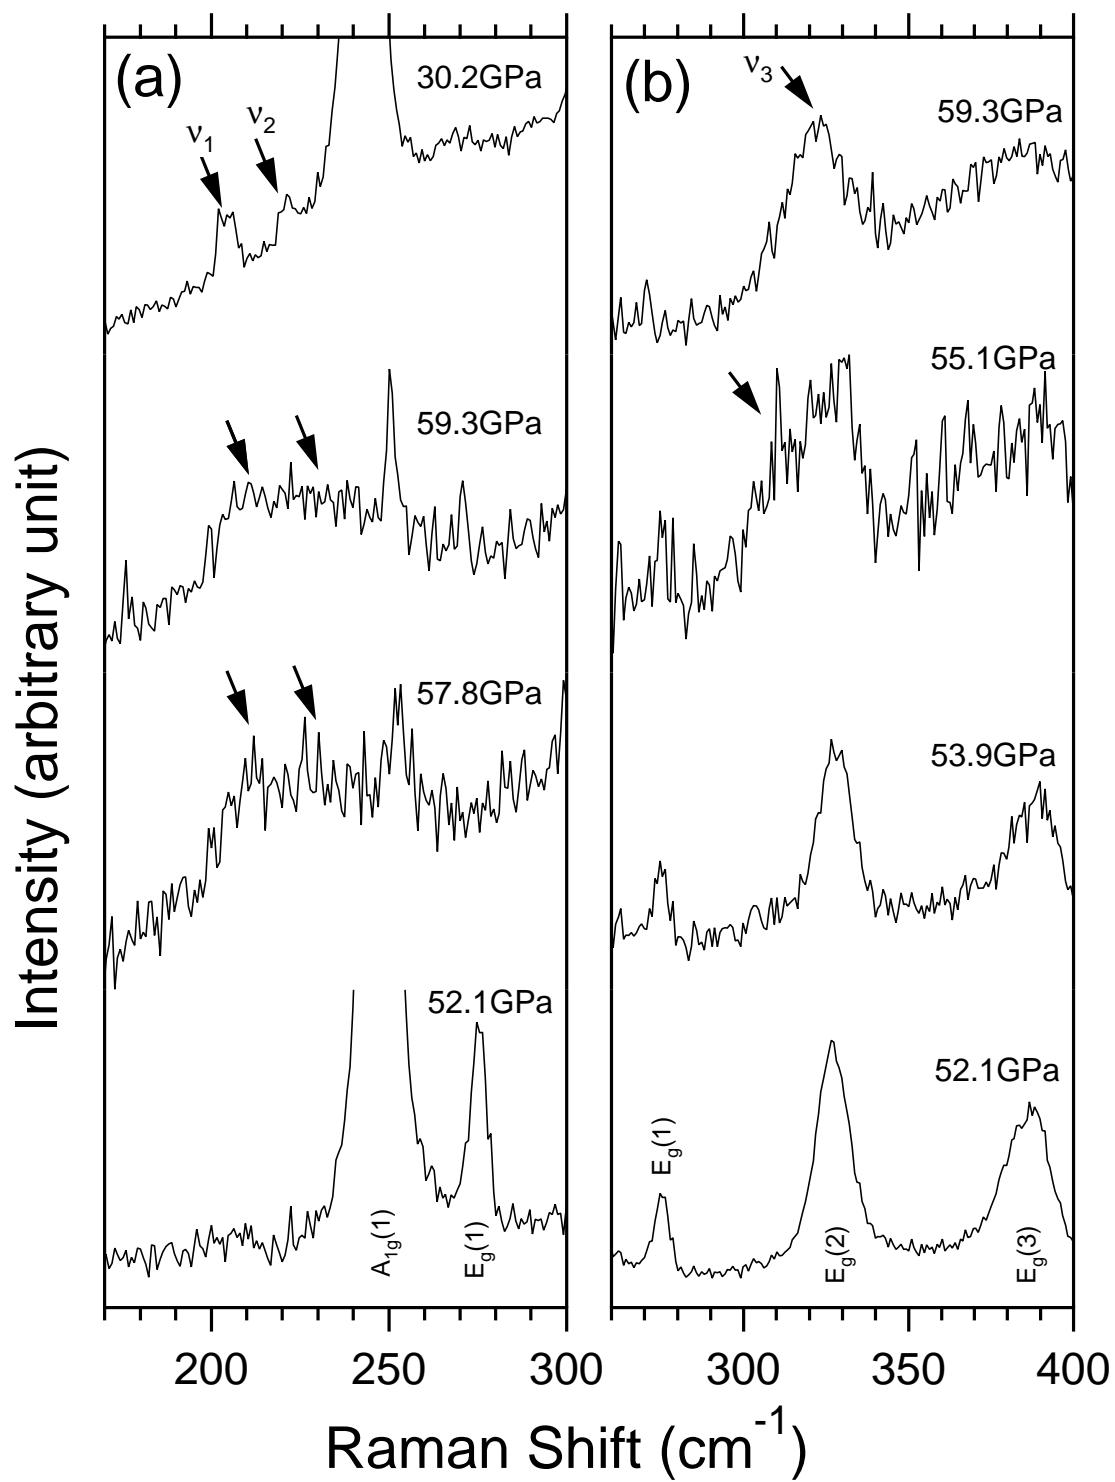 (a)
30.2GPa
ν1
ν2
59.3GPa
57.8GPa
52.1GPa
A1g(1)
Eg(1)
(b)
ν3
59.3GPa
55.1GPa
53.9GPa
52.1GPa
Eg(1)
Eg(2)
Eg(3)
Intensity (arbitrary unit)
200 250 300 300 350 400
Raman Shift (cm-1)